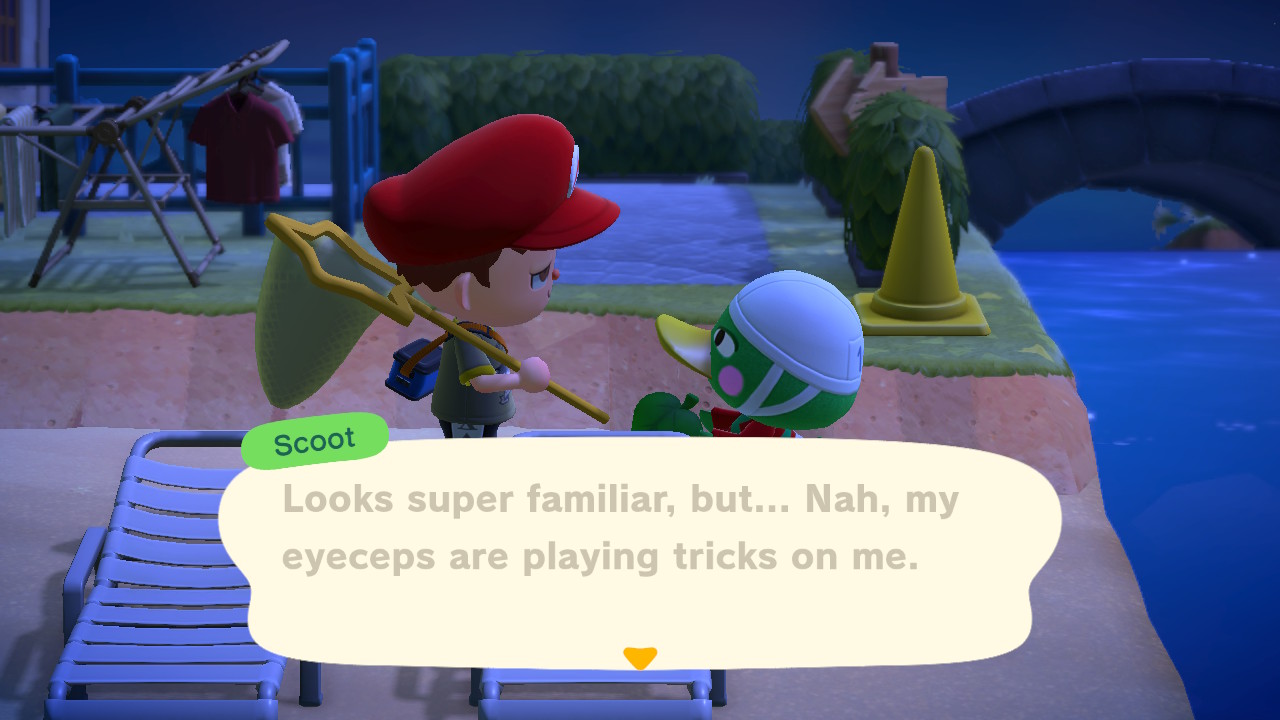 Scoot
Looks super familiar, but... Nah, my
eyeceps are playing tricks on me.